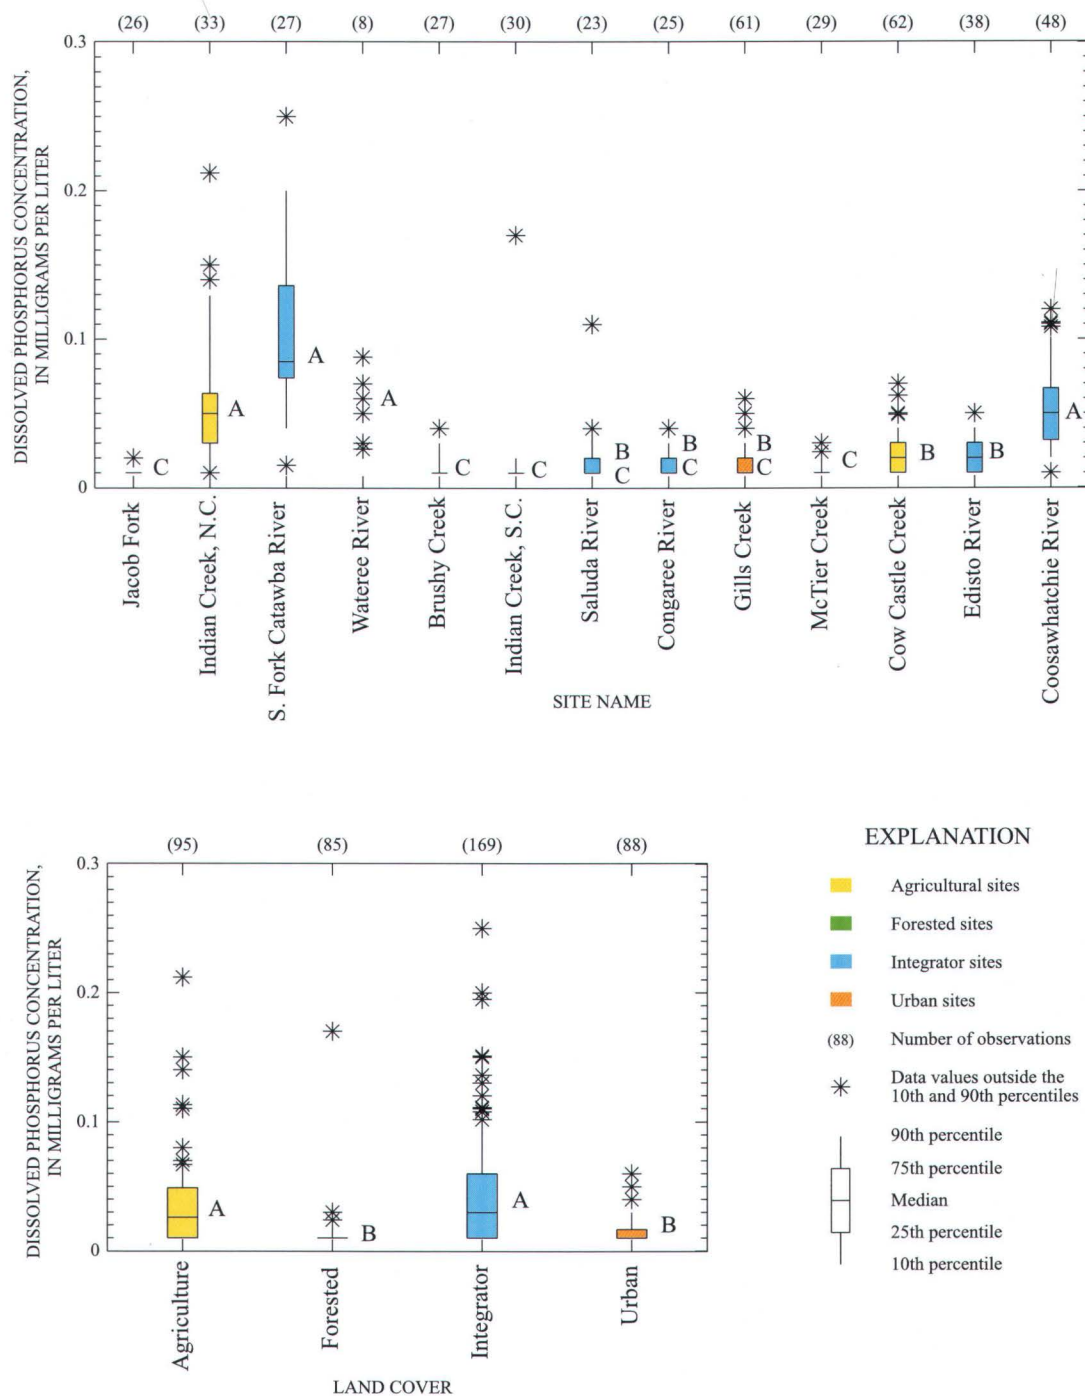 (26) (33) (27) (8) (27) (30) (23) (25) (61) (29) (62) (38) (48)
DISSOLVED PHOSPHORUS CONCENTRATION,
IN MILLIGRAMS PER LITER
0.3
0.2
0.1
0
C
A
A
A
C
C
B
C
B
C
B
C
C
B
B
A
Jacob Fork
Indian Creek, N.C.
S. Fork Catawba River
Wateree River
Brushy Creek
Indian Creek, S.C.
Saluda River
Congaree River
Gills Creek
McTier Creek
Cow Castle Creek
Edisto River
Coosawhatchie River
SITE NAME
(95) (85) (169) (88)
DISSOLVED PHOSPHORUS CONCENTRATION,
IN MILLIGRAMS PER LITER
0.3
0.2
0.1
0
A
B
A
B
Agriculture
Forested
Integrator
Urban
LAND COVER
EXPLANATION
Agricultural sites
Forested sites
Integrator sites
Urban sites
(88) Number of observations
Data values outside the
10th and 90th percentiles
90th percentile
75th percentile
Median
25th percentile
10th percentile